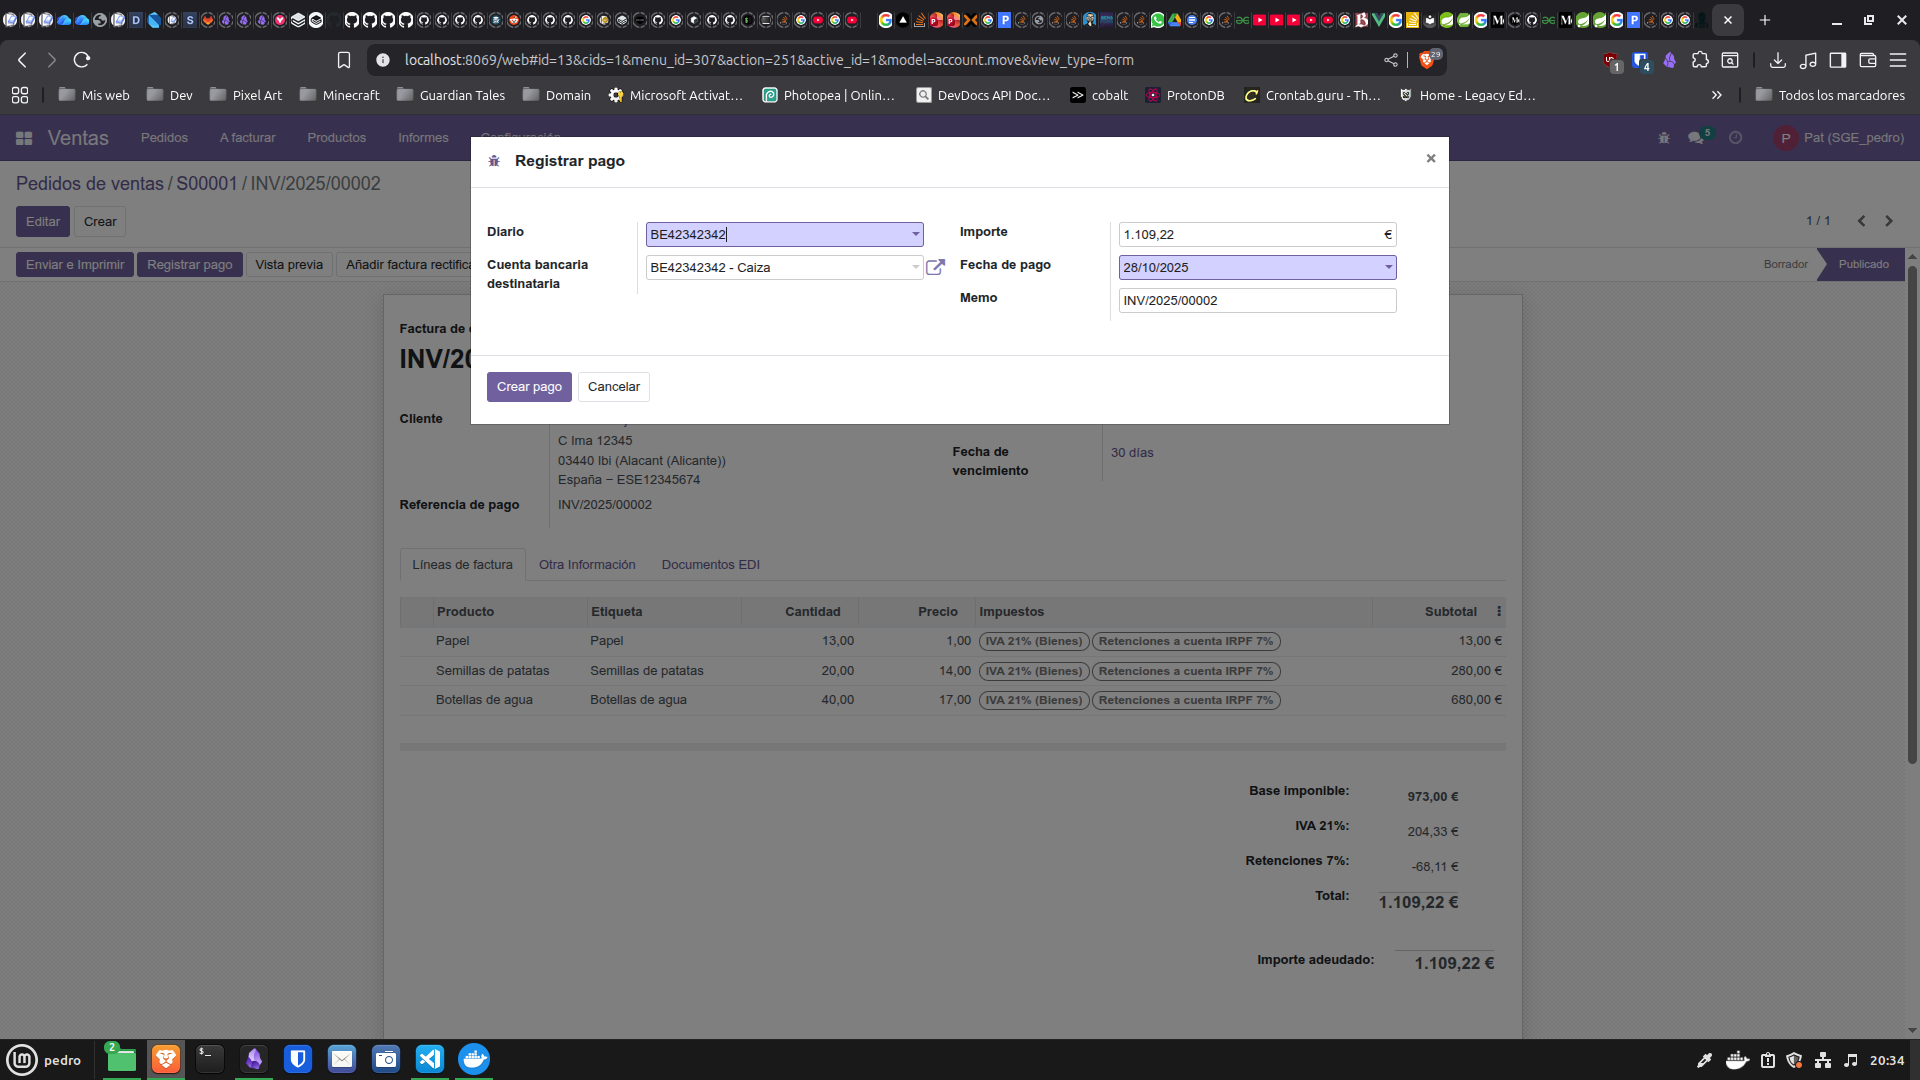 localhost:8069/web#id=13&cids=1&menu_id=307&action=251&active_id=1&model=account.move&view_type=form
29
1
4
Mis web
Dev
Pixel Art
Minecraft
Guardian Tales
Domain
Microsoft Activat...
Photopea | Onlin...
DevDocs API Doc...
cobalt
ProtonDB
Crontab.guru - Th...
Home - Legacy Ed...
Todos los marcadores
Ventas
Pedidos
A facturar
Productos
Informes
Configuración
5
P
Pat (SGE_pedro)
Pedidos de ventas / S00001 / INV/2025/00002
Editar
Crear
1 / 1
Enviar e Imprimir
Registrar pago
Vista previa
Añadir factura rectifica
Borrador
Publicado
Registrar pago
×
Diario
BE42342342
Cuenta bancaria destinataria
BE42342342 - Caiza
Importe
1.109,22 €
Fecha de pago
28/10/2025
Memo
INV/2025/00002
Crear pago
Cancelar
Factura de
INV/20
Cliente
C Ima 12345
03440 Ibi (Alacant (Alicante))
España − ESE12345674
Referencia de pago
INV/2025/00002
Fecha de vencimiento
30 días
Líneas de factura
Otra Información
Documentos EDI
Producto Etiqueta Cantidad Precio Impuestos Subtotal
Papel Papel 13,00 1,00 IVA 21% (Bienes) Retenciones a cuenta IRPF 7% 13,00 €
Semillas de patatas Semillas de patatas 20,00 14,00 IVA 21% (Bienes) Retenciones a cuenta IRPF 7% 280,00 €
Botellas de agua Botellas de agua 40,00 17,00 IVA 21% (Bienes) Retenciones a cuenta IRPF 7% 680,00 €
Base imponible: 973,00 €
IVA 21%: 204,33 €
Retenciones 7%: -68,11 €
Total: 1.109,22 €
Importe adeudado: 1.109,22 €
pedro
2
20:34